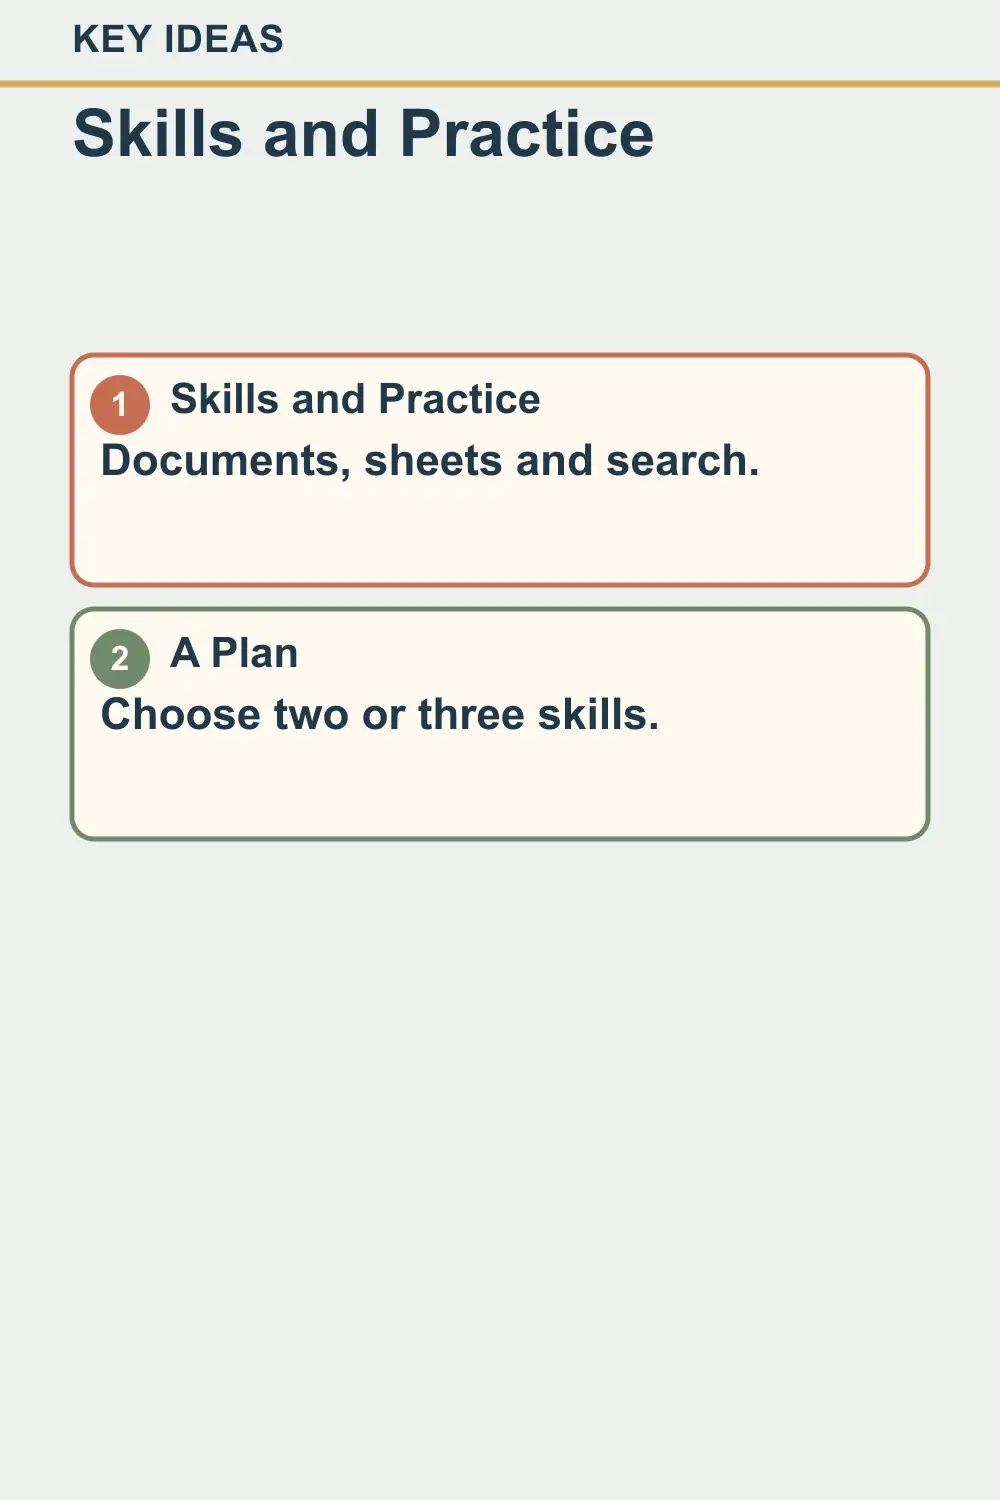 KEY IDEAS
Skills and Practice
1 Skills and Practice
Documents, sheets and search.
2 A Plan
Choose two or three skills.